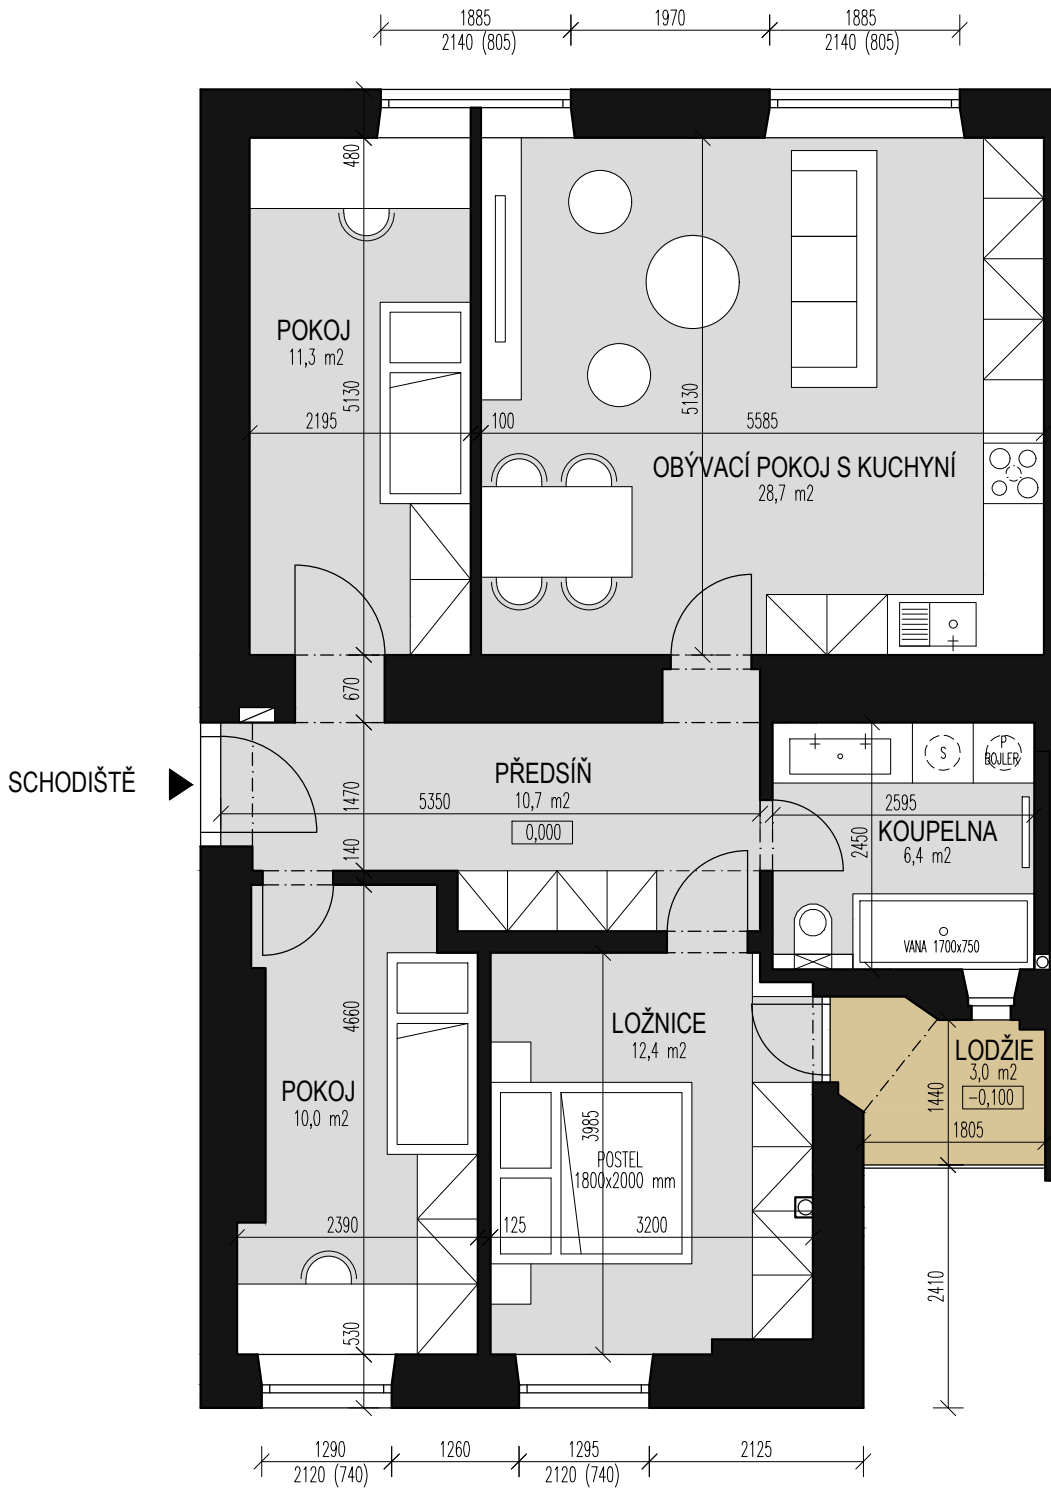 1885
2140 (805)
1970
1885
2140 (805)
480
POKOJ
11,3 m2
5130
2195
100
5130
5585
OBÝVACÍ POKOJ S KUCHYNÍ
28,7 m2
670
SCHODIŠTĚ
PŘEDSÍŇ
10,7 m2
5350
0,000
1470
140
S
P
BOJLER
2595
KOUPELNA
6,4 m2
2450
VANA 1700x750
4660
POKOJ
10,0 m2
LOŽNICE
12,4 m2
3985
POSTEL
1800x2000 mm
LODŽIE
3,0 m2
-0,100
1440
1805
2390
125
3200
2410
530
1290
2120 (740)
1260
1295
2120 (740)
2125